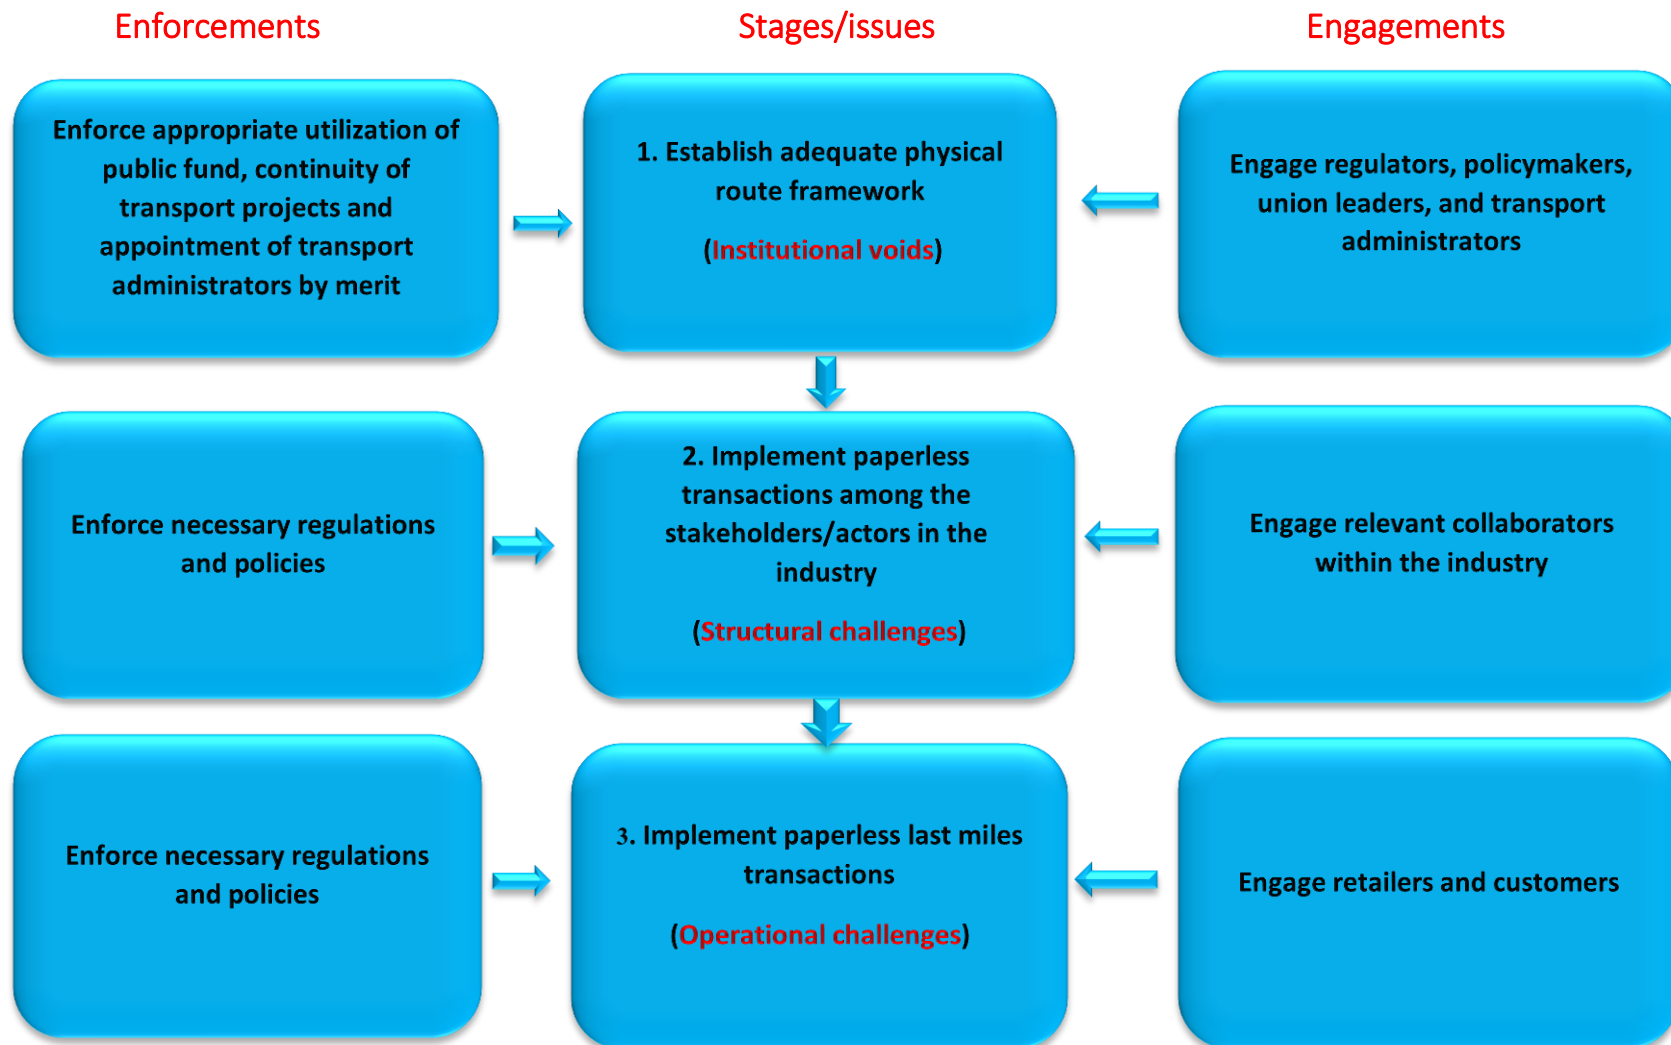 Enforcements
Stages/issues
Engagements
Enforce appropriate utilization of
public fund, continuity of
transport projects and
appointment of transport
administrators by merit
1. Establish adequate physical
route framework
(Institutional voids)
Engage regulators, policymakers,
union leaders, and transport
administrators
Enforce necessary regulations
and policies
2. Implement paperless
transactions among the
stakeholders/actors in the
industry
(Structural challenges)
Engage relevant collaborators
within the industry
Enforce necessary regulations
and policies
3. Implement paperless last miles
transactions
(Operational challenges)
Engage retailers and customers